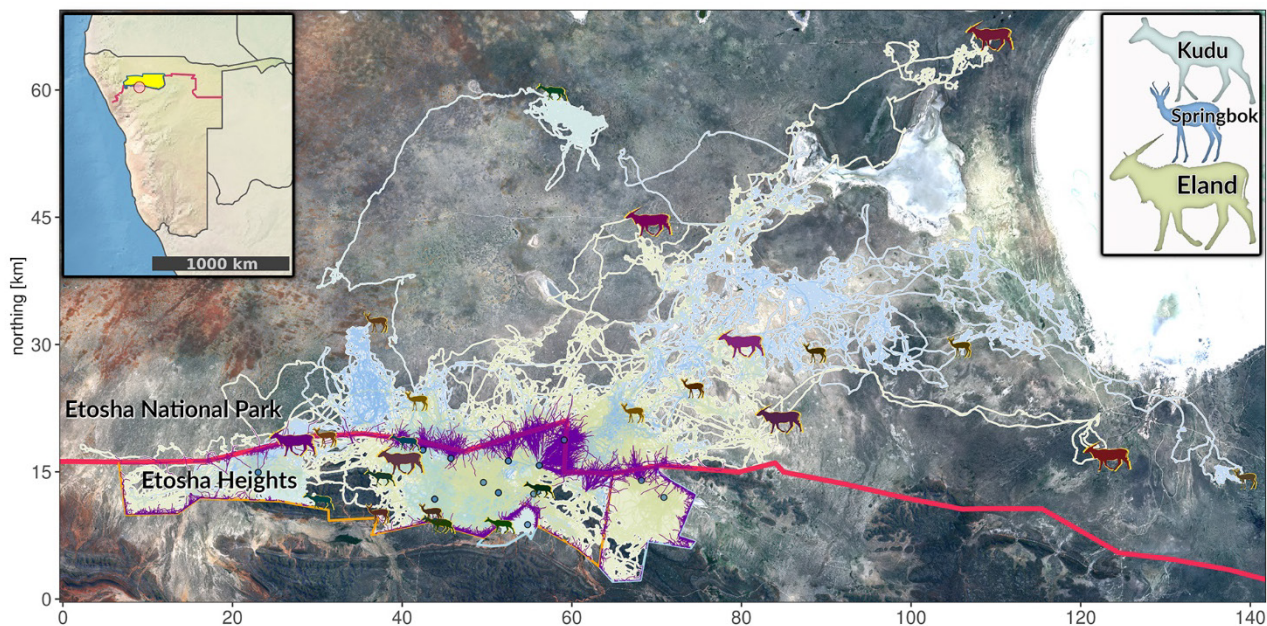 1000 km
Kudu
Springbok
Eland
northing [km]
60
45
30
15
0
Etosha National Park
Etosha Heights
0
20
40
60
80
100
120
140